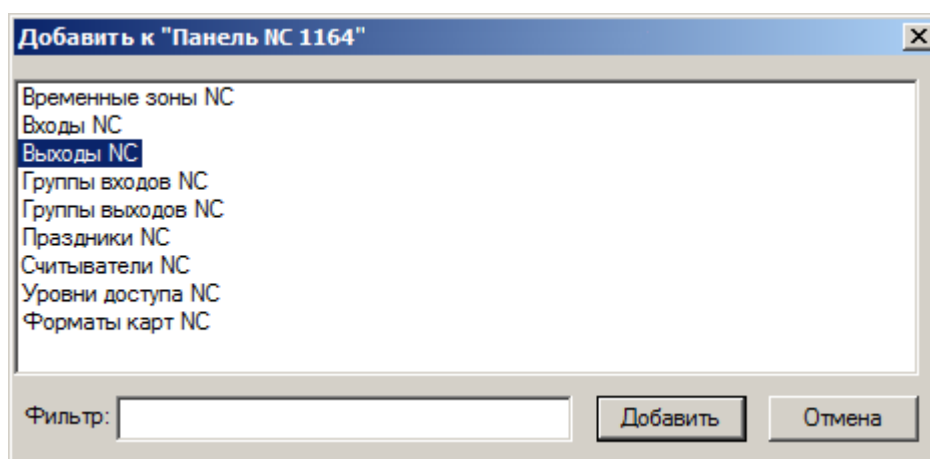 Добавить к "Панель NC 1164"
Временные зоны NC
Входы NC
Выходы NC
Группы входов NC
Группы выходов NC
Праздники NC
Считыватели NC
Уровни доступа NC
Форматы карт NC
Фильтр: Добавить Отмена